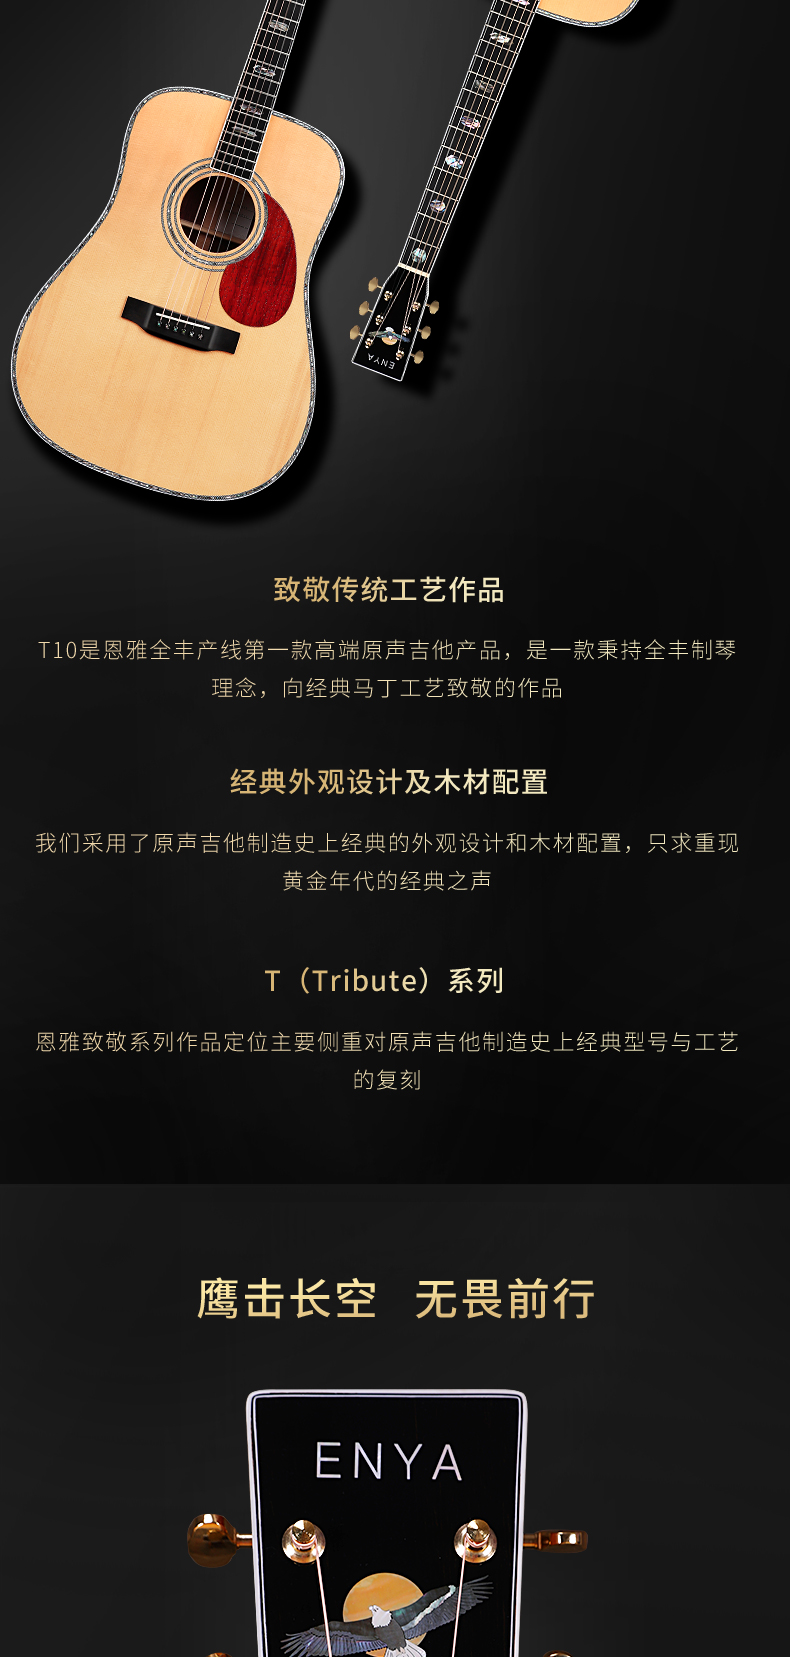 ENYA
致敬传统工艺作品
T10是恩雅全丰产线第一款高端原声吉他产品，是一款秉持全丰制琴
理念，向经典马丁工艺致敬的作品
经典外观设计及木材配置
我们采用了原声吉他制造史上经典的外观设计和木材配置，只求重现
黄金年代的经典之声
T（Tribute）系列
恩雅致敬系列作品定位主要侧重对原声吉他制造史上经典型号与工艺
的复刻
鹰击长空 无畏前行
ENYA